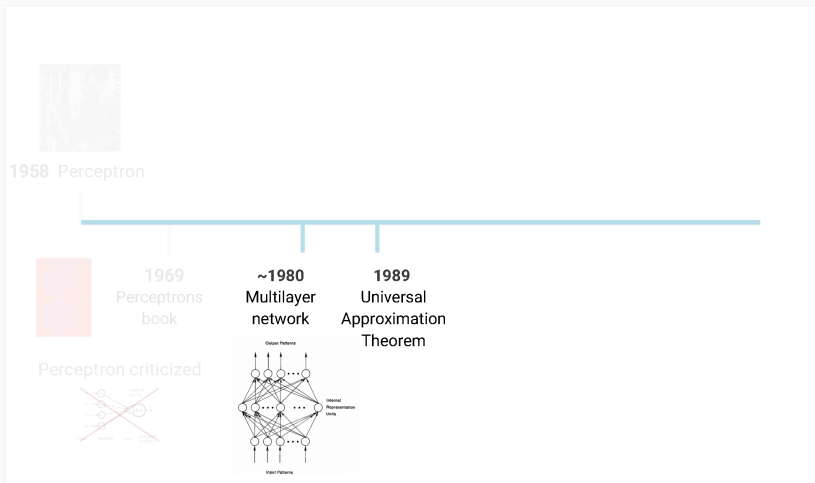 1958 Perceptron
1969
Perceptrons
book
Perceptron criticized
~1980
Multilayer
network
Output Patterns
Internal
Representation
Units
Input Patterns
1989
Universal
Approximation
Theorem